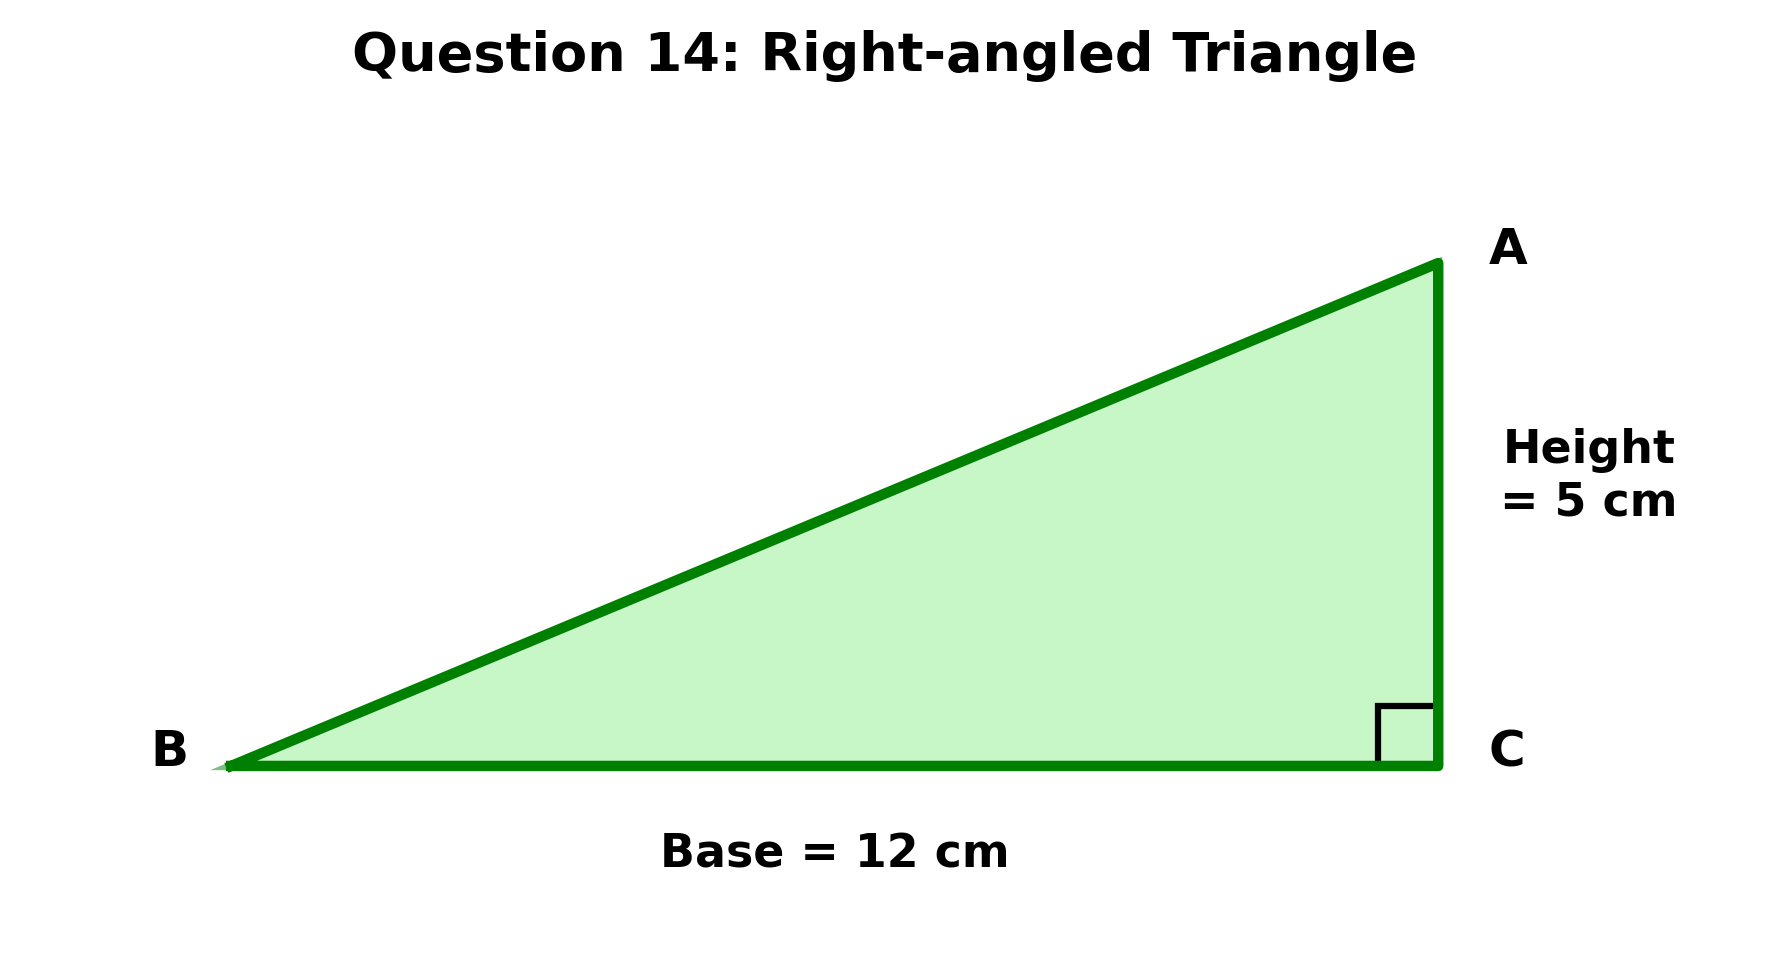 Question 14: Right-angled Triangle
A
Height
= 5 cm
B
C
Base = 12 cm